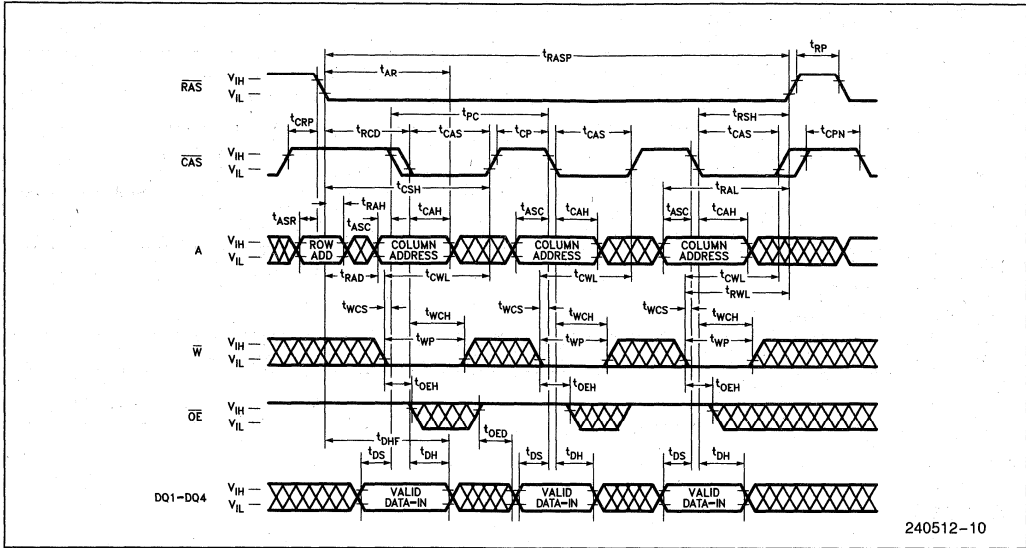 tRASP
tRP
tAR
RAS
VIH
VIL
tPC
tRSH
tCRP
tRCD
tCAS
tCP
tCAS
tCAS
tCPN
CAS
VIH
VIL
tCSH
tRAL
tRAH
tASR
tASC
tCAH
tASC
tCAH
tASC
tCAH
A
VIH
VIL
ROW
ADD
COLUMN
ADDRESS
COLUMN
ADDRESS
COLUMN
ADDRESS
tRAD
tCWL
tCWL
tCWL
tRWL
tWCS
tWCH
tWCS
tWCH
tWCS
tWCH
tWP
tWP
tWP
W
VIH
VIL
tOEH
tOEH
tOEH
OE
VIH
VIL
tDHF
tOED
tDS
tDH
tDS
tDH
tDS
tDH
DQ1-DQ4
VIH
VIL
VALID
DATA-IN
VALID
DATA-IN
VALID
DATA-IN
240512-10